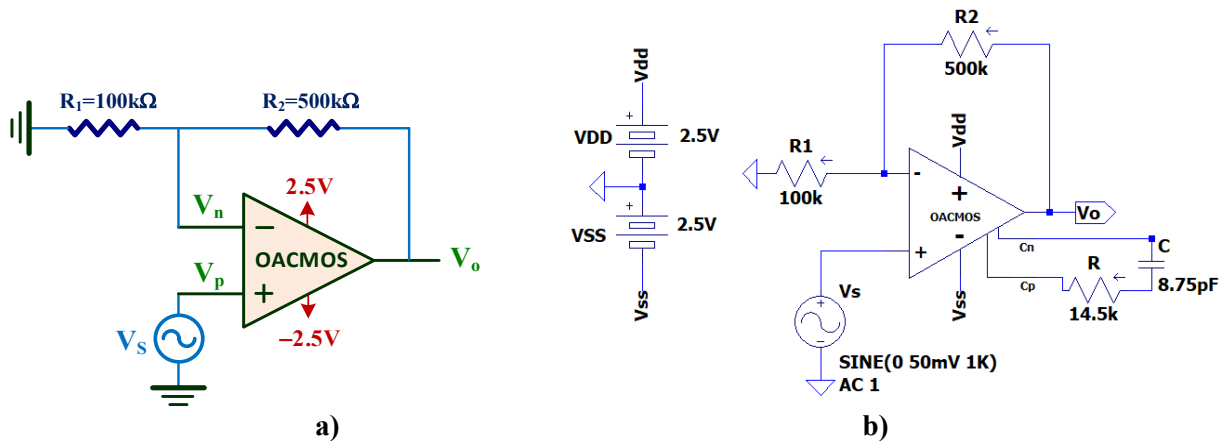 R1=100kΩ
R2=500kΩ
2.5V
Vn
OACMOS
Vo
Vp
−2.5V
VS
a)
Vdd
VDD
2.5V
VSS
2.5V
Vss
R2
500k
R1
100k
Vdd
-
+
OACMOS
-
+
Vo
Cn
Cp
C
8.75pF
R
14.5k
Vss
Vs
SINE(0 50mV 1K)
AC 1
b)